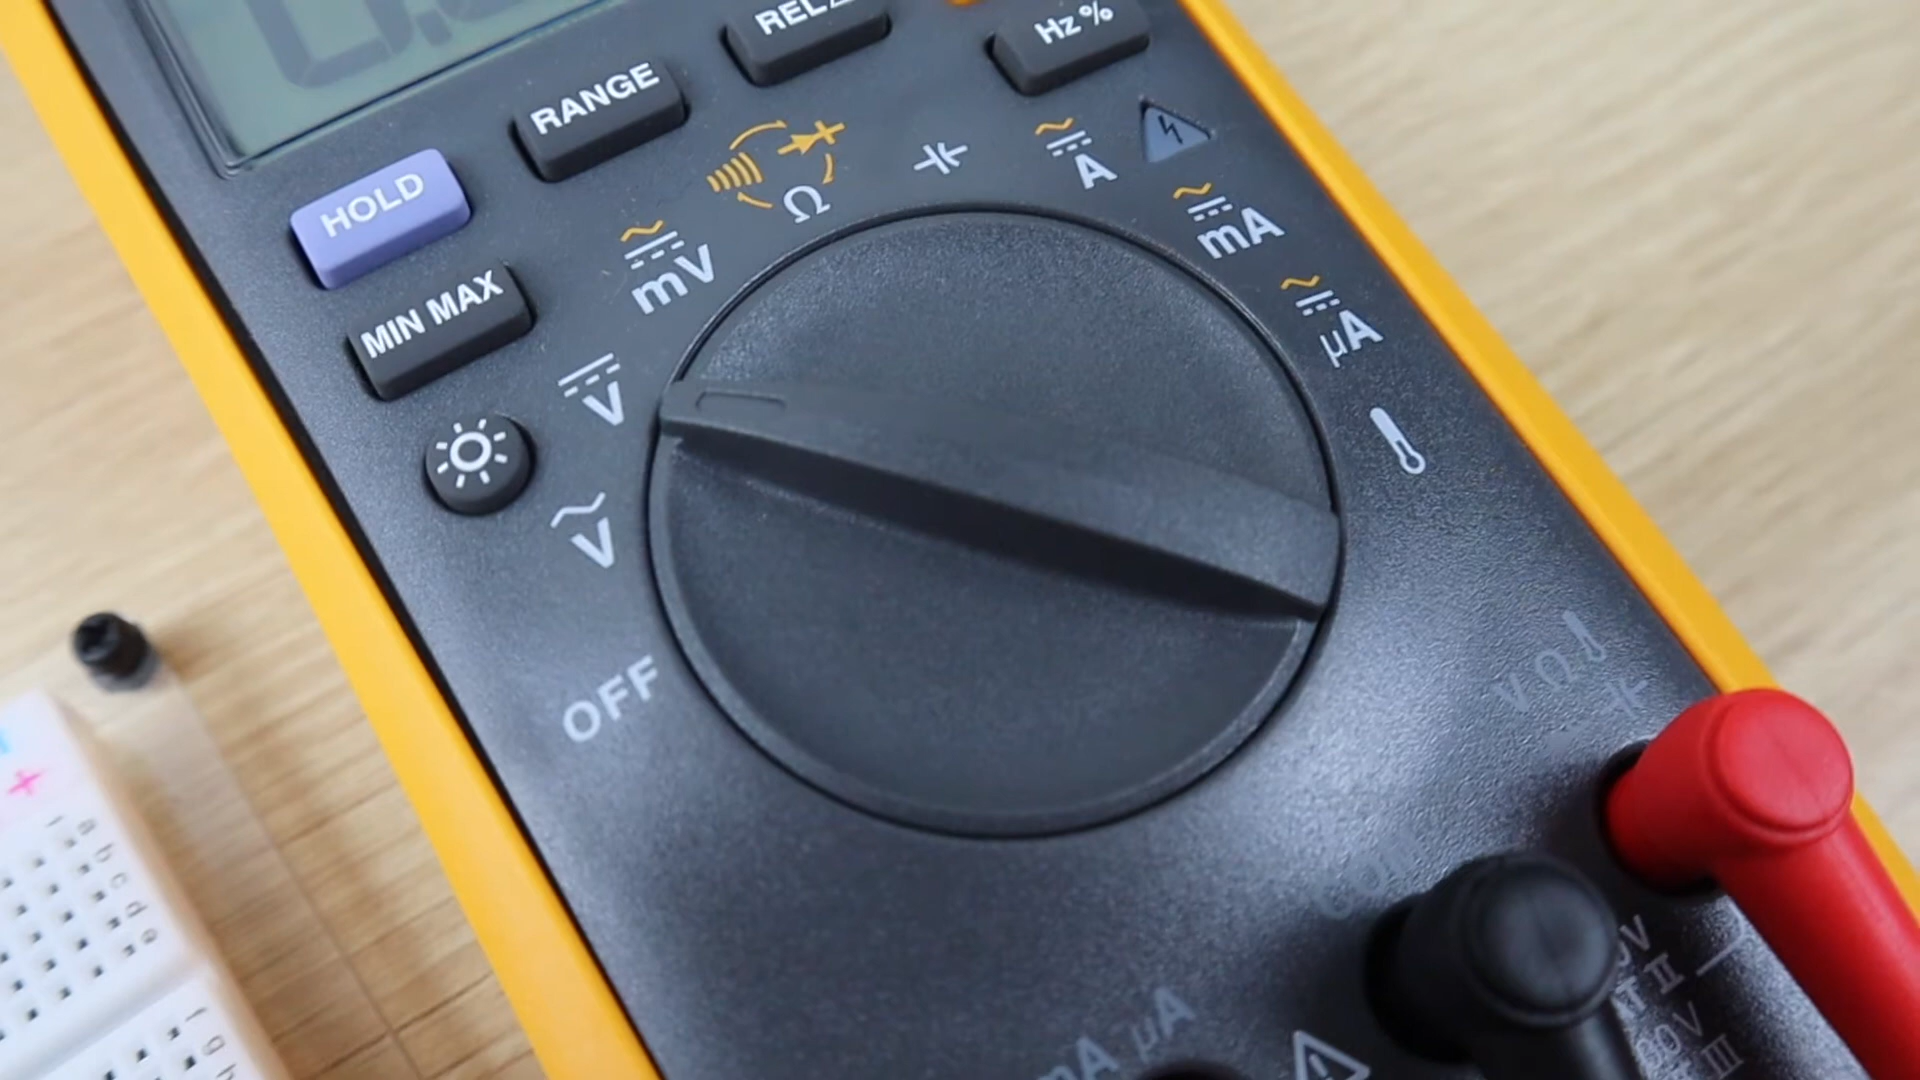 REL△
Hz %
RANGE
HOLD
MIN MAX
Ω
A
mA
mV
µA
V
V
OFF
V Ω
mA µA
+
a
b
c
d
e
f
g
h